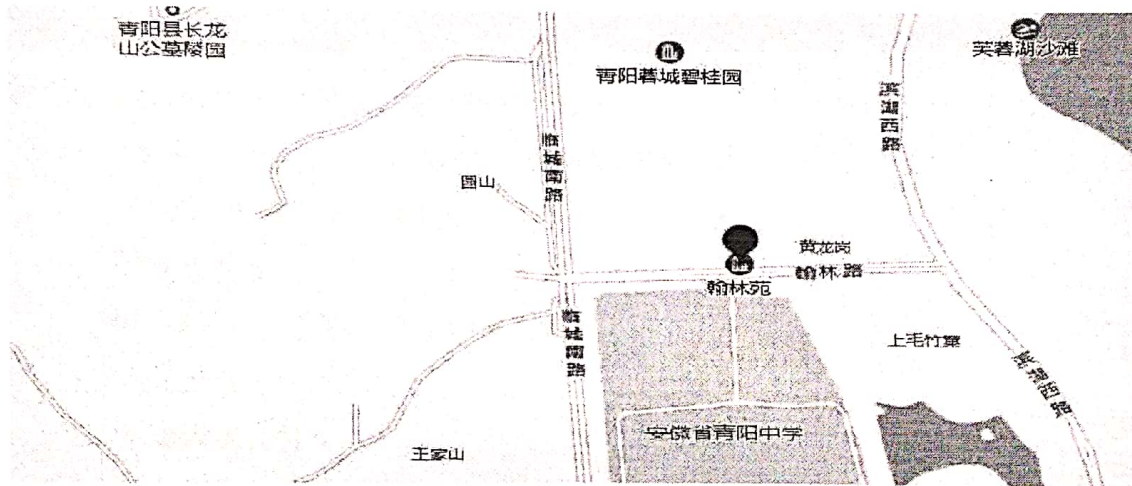 青阳县长龙
山公墓陵园
青阳蓉城碧桂园
芙蓉湖沙滩
滨湖西路
临城南路
圆山
黄龙岗
翰林路
翰林苑
临城南路
上毛竹窠
滨湖西路
安徽省青阳中学
王家山